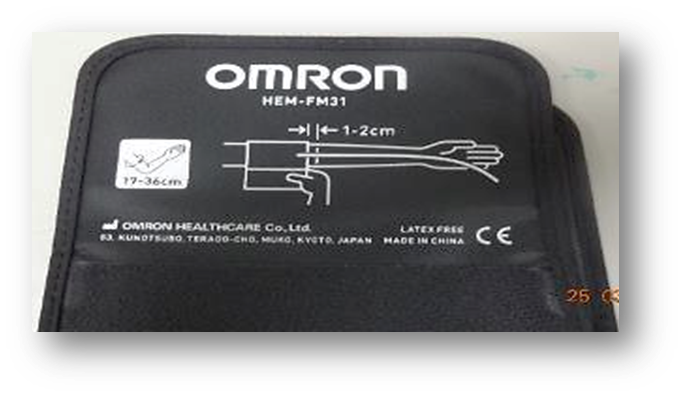 OMRON
HEM-FM31
1-2cm
17-36cm
OMRON HEALTHCARE Co.,Ltd.
53, KUNOTSUBO, TERADO-CHO, MUKO, KYOTO, JAPAN
LATEX FREE
MADE IN CHINA
CE
25